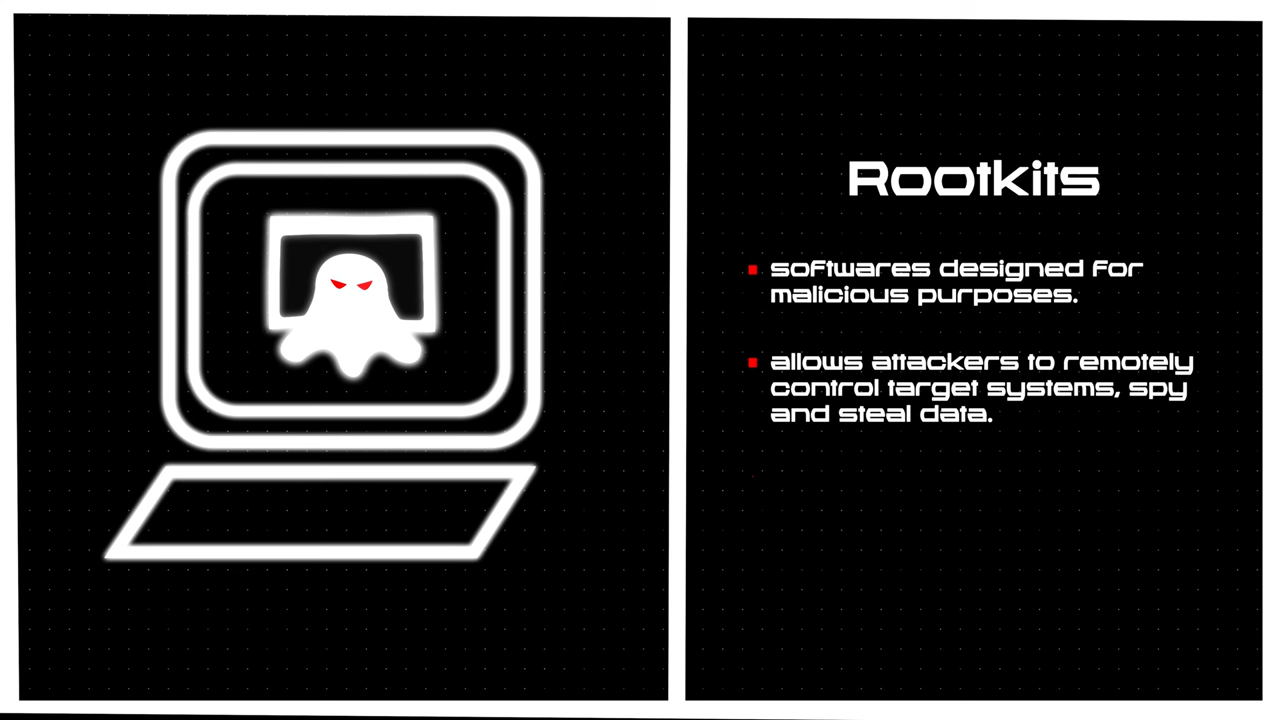 Rootkits
softwares designed for
malicious purposes.
allows attackers to remotely
control target systems, spy
and steal data.